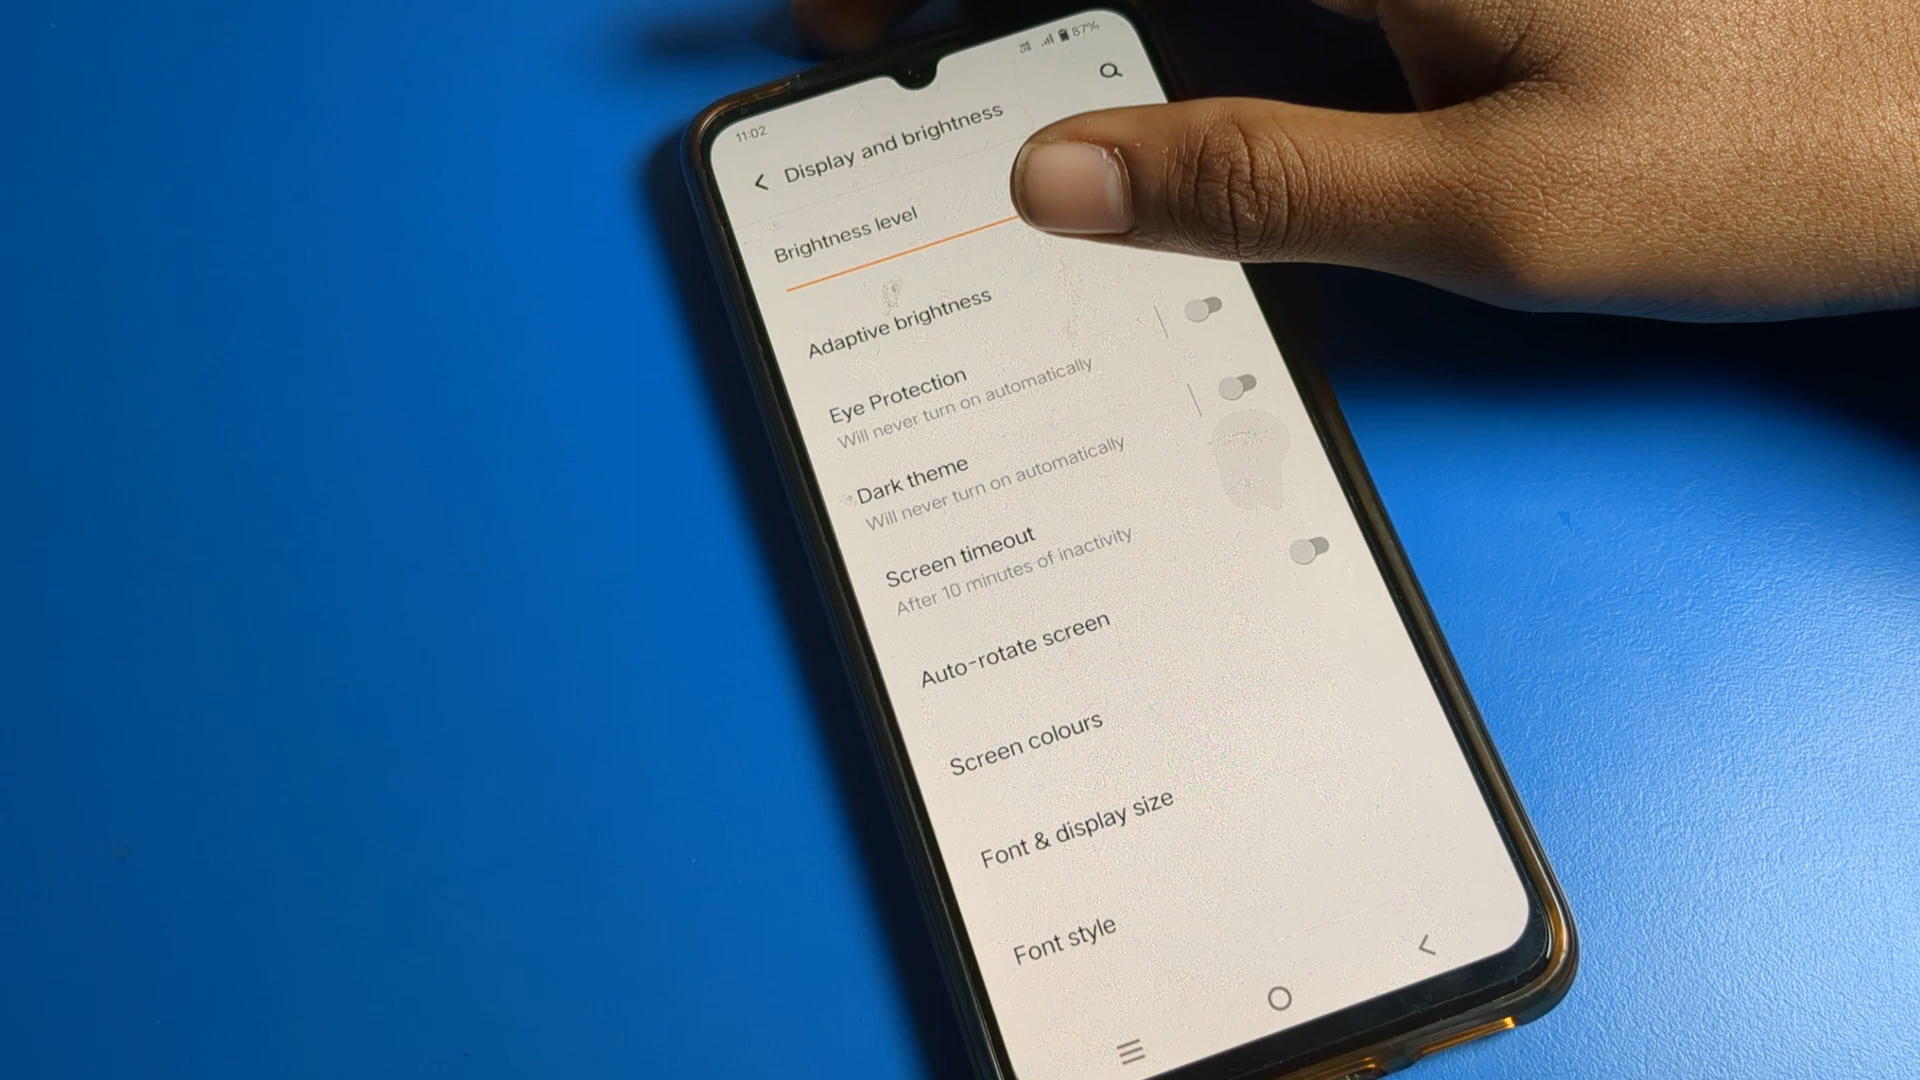 11:02
87%
Display and brightness
Brightness level
Adaptive brightness
Eye Protection
Will never turn on automatically
Dark theme
Will never turn on automatically
Screen timeout
After 10 minutes of inactivity
Auto-rotate screen
Screen colours
Font & display size
Font style